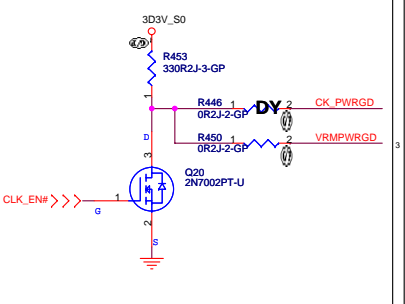 3D3V_S0
R453
330R2J-3-GP
1
R446 1 DY 2 CK_PWRGD
0R2J-2-GP
R450 1 2 VRMPWRGD
0R2J-2-GP
3
D
3
Q20
2N7002PT-U
CLK_EN# 1
G
2
S